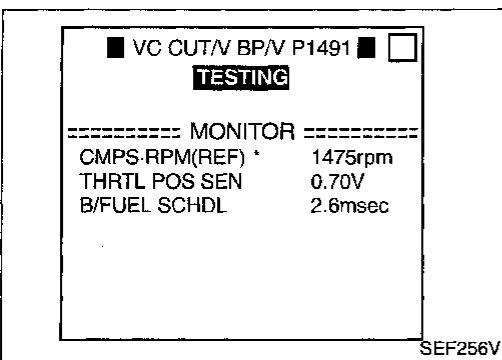 ■ VC CUT/V BP/V P1491 ■ □
TESTING
========== MONITOR ==========
CMPS·RPM(REF) * 1475rpm
THRTL POS SEN 0.70V
B/FUEL SCHDL 2.6msec
SEF256V